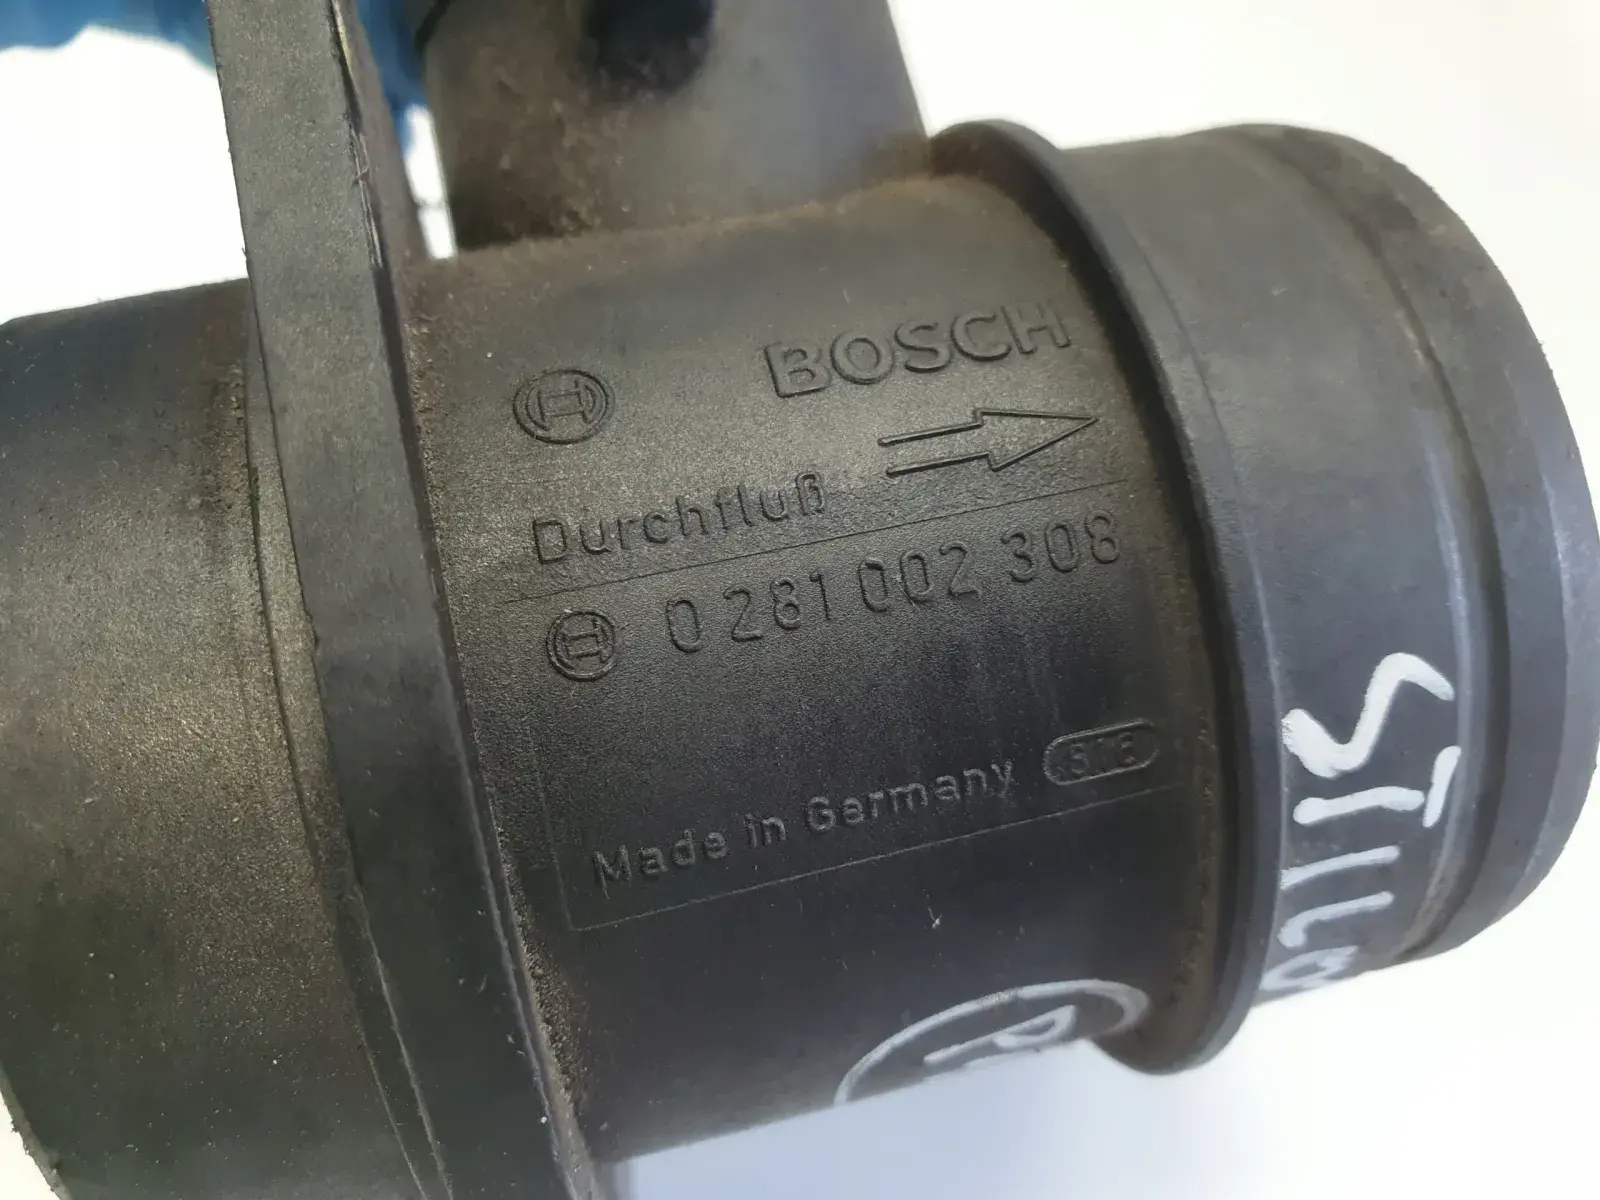 BOSCH
Durchfluß
0 281 002 308
Made in Germany